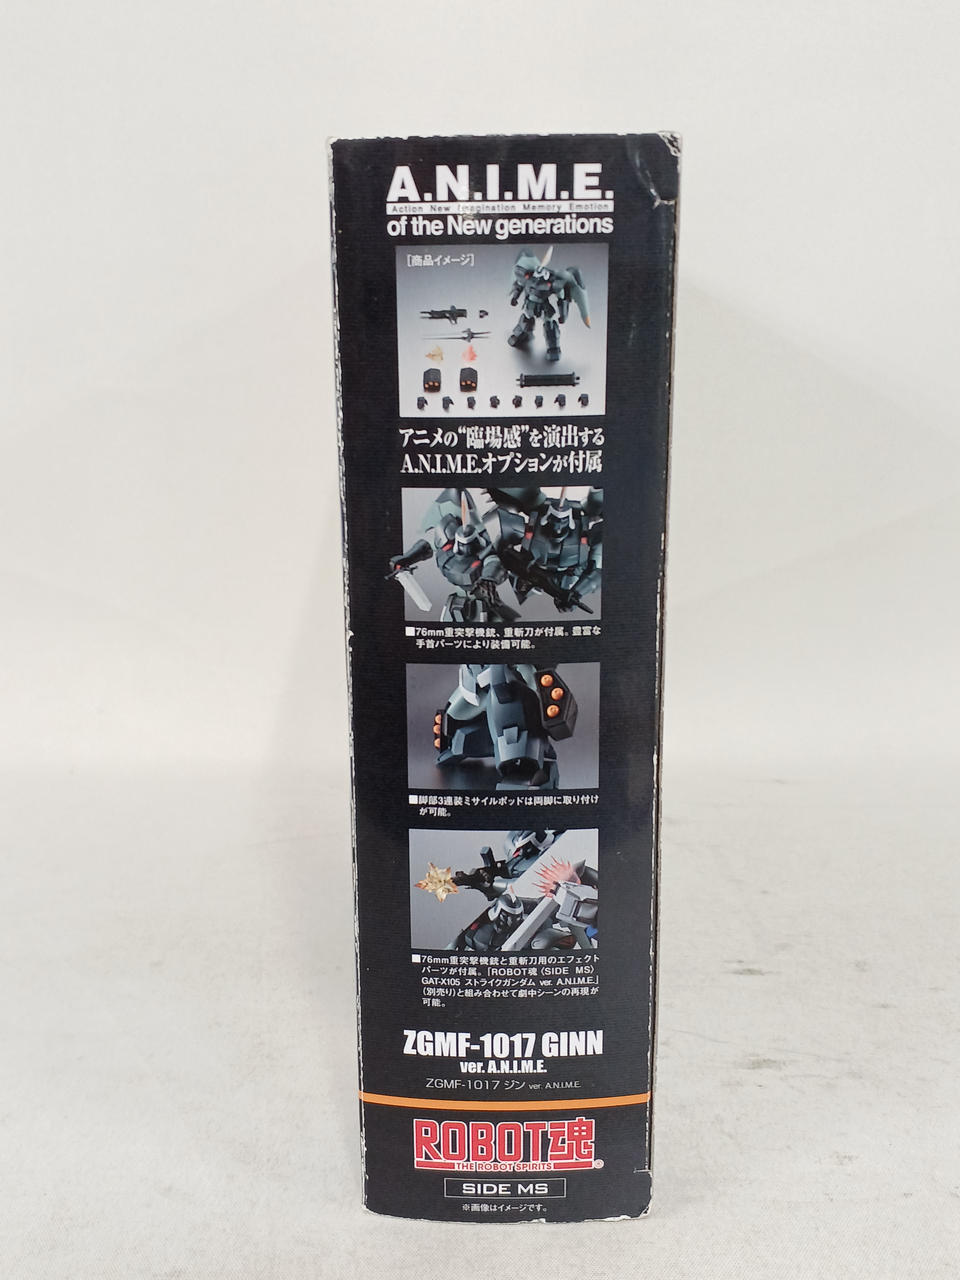 A.N.I.M.E.
Action New Imagination Memory Emotion
of the New generations
［商品イメージ］
アニメの“臨場感”を演出する
A.N.I.M.E.オプションが付属
■76mm重突撃機銃、重斬刀が付属。豊富な
手首パーツにより装備可能。
■脚部3連装ミサイルポッドは両脚に取り付け
が可能。
■76mm重突撃機銃と重斬刀用のエフェクト
パーツが付属。「ROBOT魂〈SIDE MS〉
GAT-X105 ストライクガンダム ver. A.N.I.M.E.」
（別売り）と組み合わせて劇中シーンの再現が
可能。
ZGMF-1017 GINN
ver. A.N.I.M.E.
ZGMF-1017 ジン ver. A.N.I.M.E.
ROBOT魂
THE ROBOT SPIRITS ®
SIDE MS
※画像はイメージです。